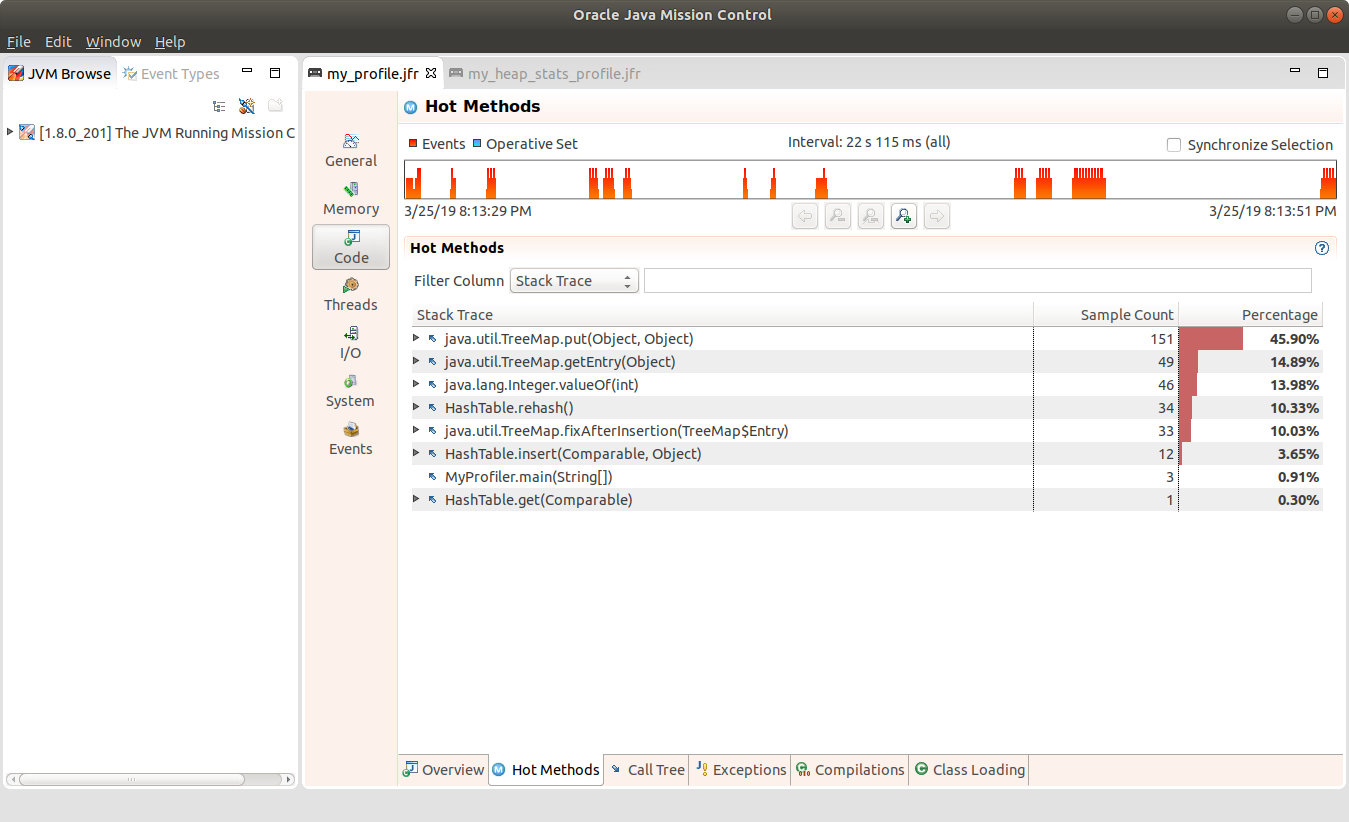 Oracle Java Mission Control
File Edit Window Help
JVM Browse Event Types
my_profile.jfr my_heap_stats_profile.jfr
[1.8.0_201] The JVM Running Mission C
General
Memory
Code
Threads
I/O
System
Events
Hot Methods
Events Operative Set Interval: 22 s 115 ms (all) Synchronize Selection
3/25/19 8:13:29 PM 3/25/19 8:13:51 PM
Hot Methods
Filter Column Stack Trace
Stack Trace Sample Count Percentage
java.util.TreeMap.put(Object, Object) 151 45.90%
java.util.TreeMap.getEntry(Object) 49 14.89%
java.lang.Integer.valueOf(int) 46 13.98%
HashTable.rehash() 34 10.33%
java.util.TreeMap.fixAfterInsertion(TreeMap$Entry) 33 10.03%
HashTable.insert(Comparable, Object) 12 3.65%
MyProfiler.main(String[]) 3 0.91%
HashTable.get(Comparable) 1 0.30%
Overview Hot Methods Call Tree Exceptions Compilations Class Loading